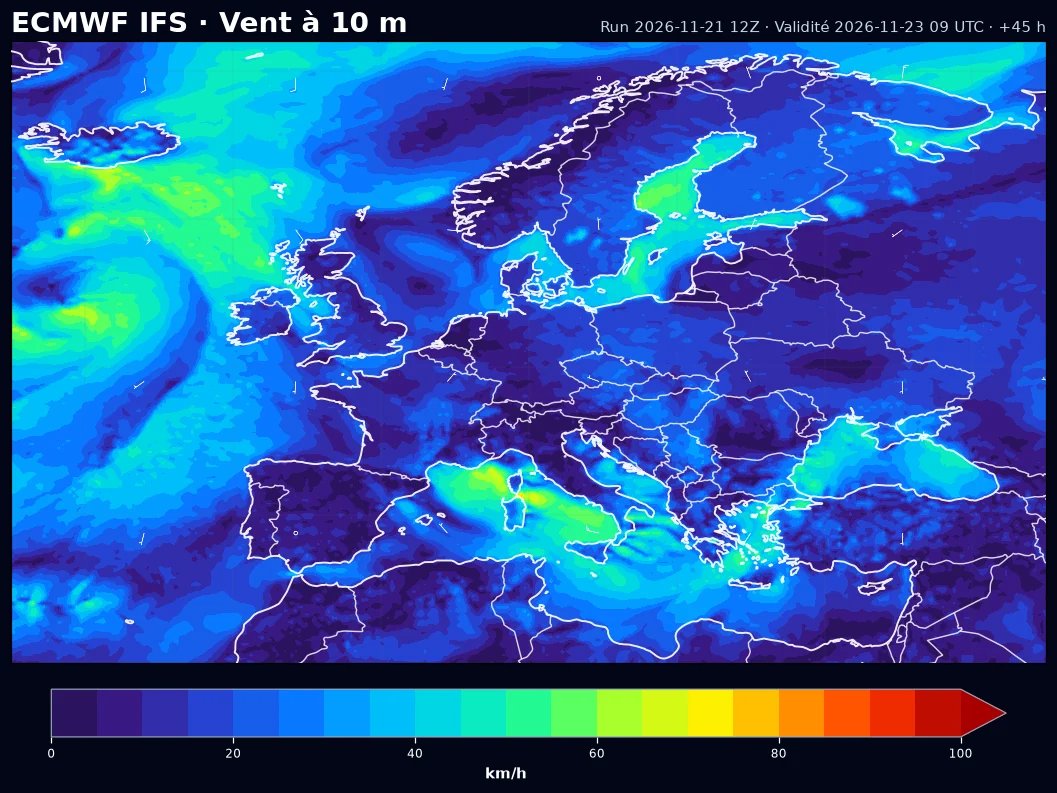 ECMWF IFS · Vent à 10 m
Run 2026-11-21 12Z · Validité 2026-11-23 09 UTC · +45 h
0 20 40 60 80 100
km/h